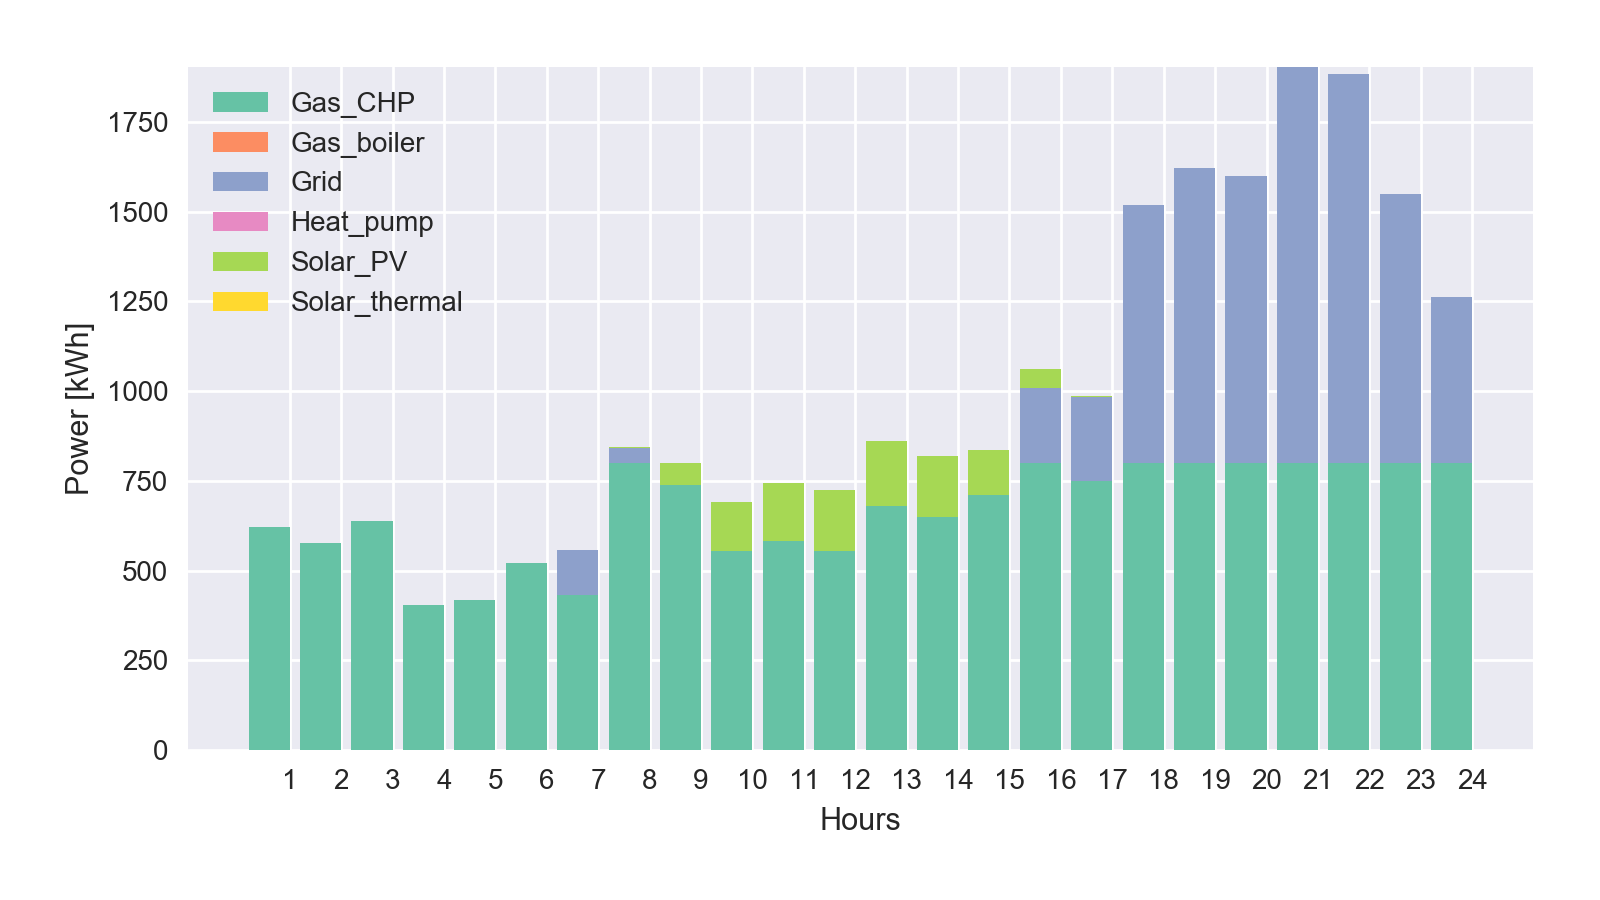 Gas_CHP
Gas_boiler
Grid
Heat_pump
Solar_PV
Solar_thermal
1750
1500
1250
1000
750
500
250
0
Power [kWh]
1 2 3 4 5 6 7 8 9 10 11 12 13 14 15 16 17 18 19 20 21 22 23 24
Hours